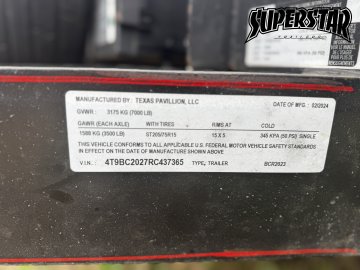 SUPERSTAR
TRAILERS
MANUFACTURED BY: TEXAS PAVILLION, LLC DATE OF MFG: 02/2024
GVWR: 3175 KG (7000 LB)
GAWR (EACH AXLE) WITH TIRES RIMS COLD
1588 KG (3500 LB) ST205/75R15 15 X 5 345 KPA (50 PSI) SINGLE
THIS VEHICLE CONFORMS TO ALL APPLICABLE U.S. FEDERAL MOTOR VEHICLE SAFETY STANDARDS
IN EFFECT ON THE DATE OF MANUFACTURE SHOWN ABOVE.
V.I.N. 4T9BC2027RC437365 TYPE, TRAILER BCR2023